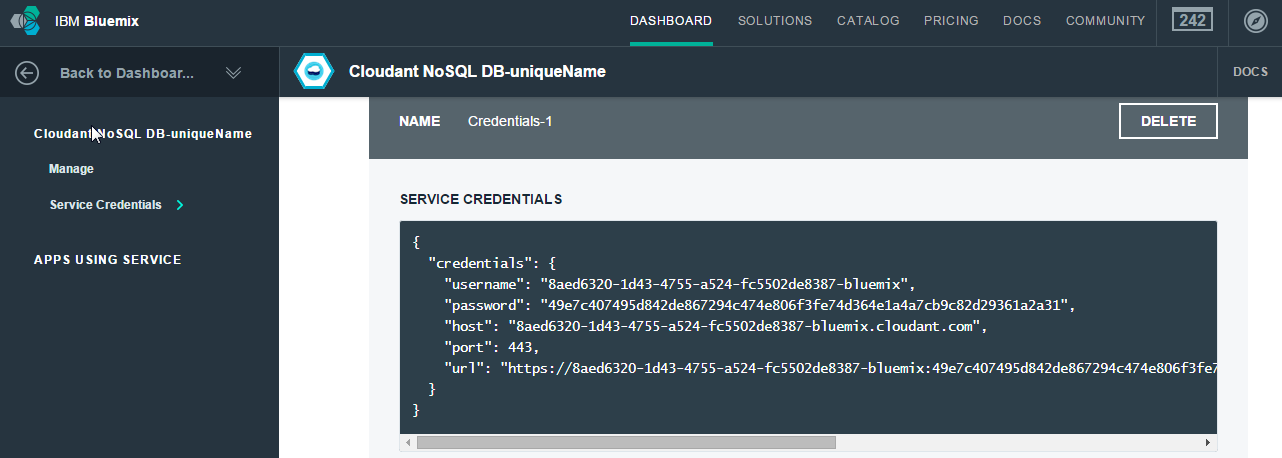 IBM Bluemix
DASHBOARD SOLUTIONS CATALOG PRICING DOCS COMMUNITY 242
Back to Dashboar...
Cloudant NoSQL DB-uniqueName
DOCS
Cloudant NoSQL DB-uniqueName
Manage
Service Credentials
APPS USING SERVICE
NAME Credentials-1
DELETE
SERVICE CREDENTIALS
{
"credentials": {
"username": "8aed6320-1d43-4755-a524-fc5502de8387-bluemix",
"password": "49e7c407495d842de867294c474e806f3fe74d364e1a4a7cb9c82d29361a2a31",
"host": "8aed6320-1d43-4755-a524-fc5502de8387-bluemix.cloudant.com",
"port": 443,
"url": "https://8aed6320-1d43-4755-a524-fc5502de8387-bluemix:49e7c407495d842de867294c474e806f3fe7
}
}